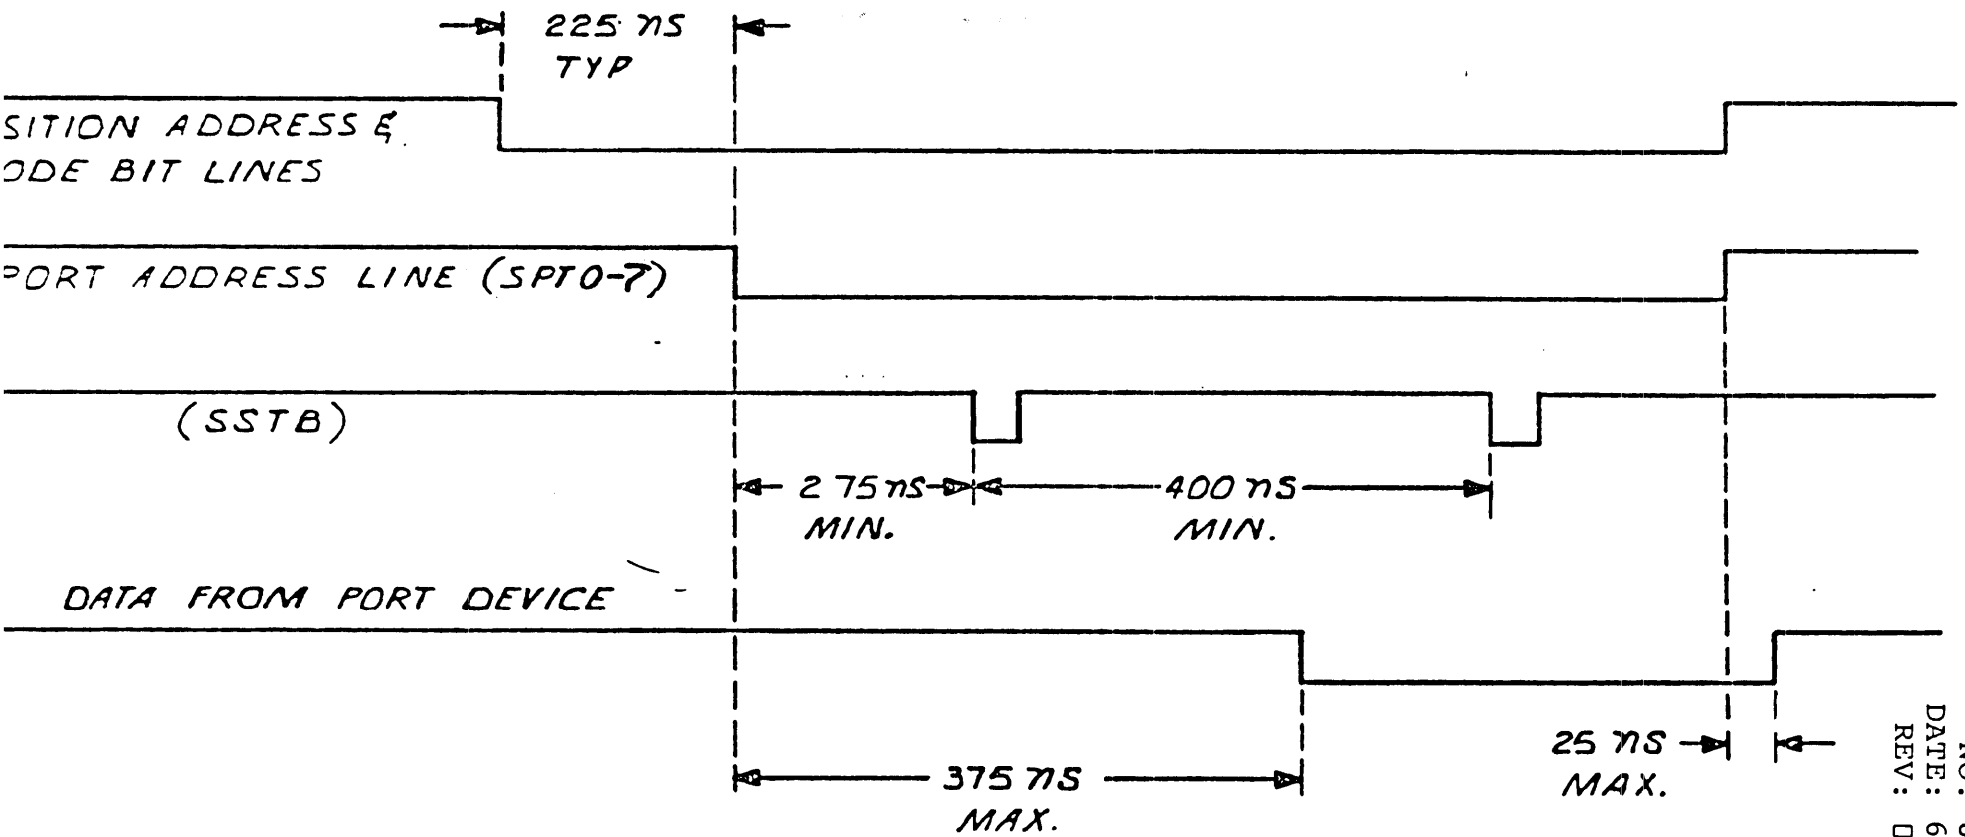 225 ns
TYP
SITION ADDRESS &
ODE BIT LINES
PORT ADDRESS LINE (SPT0-7)
(SSTB)
275 ns
MIN.
400 ns
MIN.
DATA FROM PORT DEVICE
25 ns
MAX.
375 ns
MAX.
NO.
DATE: 6
REV: